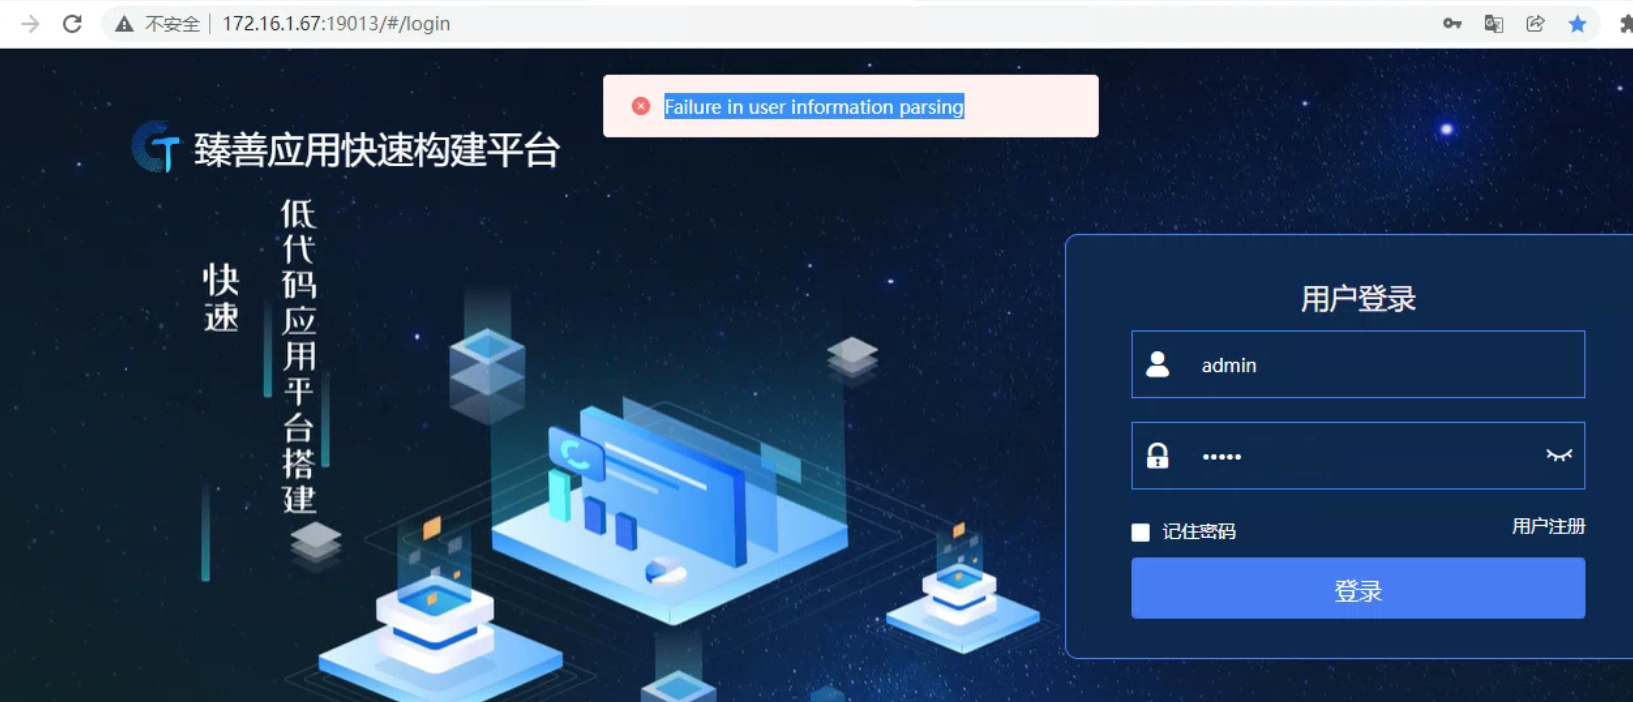 不安全 172.16.1.67:19013/#/login
Failure in user information parsing
臻善应用快速构建平台
快速
低代码应用平台搭建
用户登录
admin
•••••
记住密码
用户注册
登录